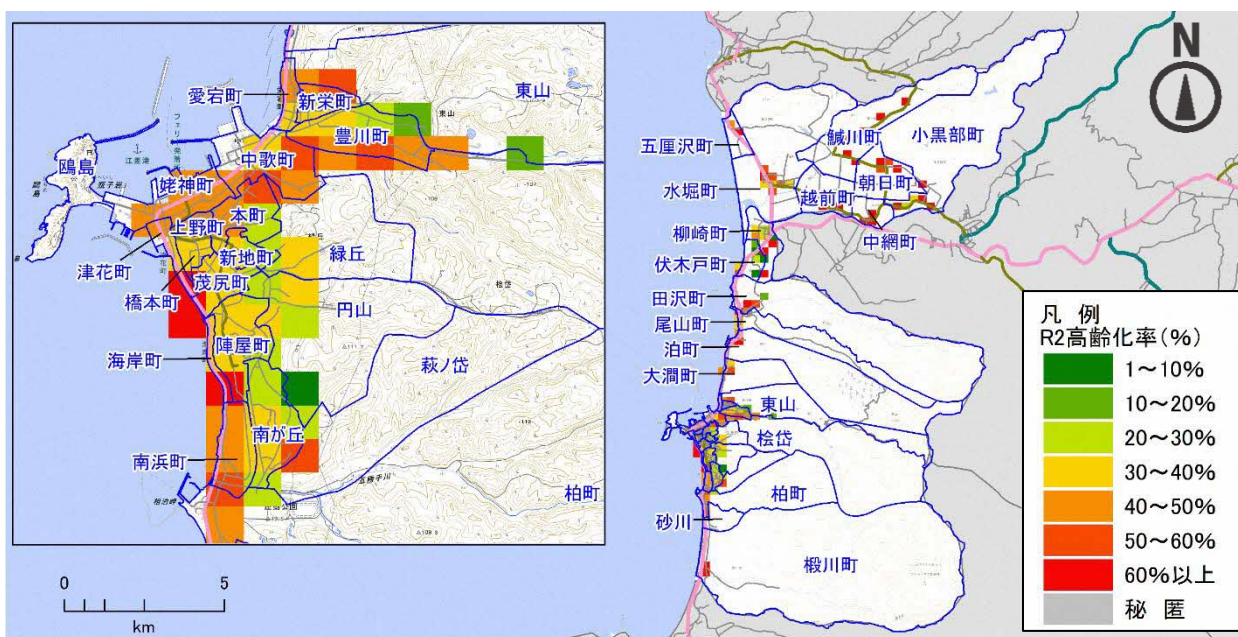 愛宕町
新栄町
東山
豊川町
鴎島
中歌町
姥神町
本町
上野町
新地町
緑丘
津花町
茂尻町
橋本町
円山
陣屋町
海岸町
萩ノ岱
南が丘
南浜町
柏町
0
5
km
N
五厘沢町
鰔川町
小黒部町
水堀町
朝日町
越前町
柳崎町
中網町
伏木戸町
田沢町
尾山町
泊町
大澗町
東山
桧岱
柏町
砂川
椴川町
凡 例
R2高齢化率(%)
1~10%
10~20%
20~30%
30~40%
40~50%
50~60%
60%以上
秘 匿